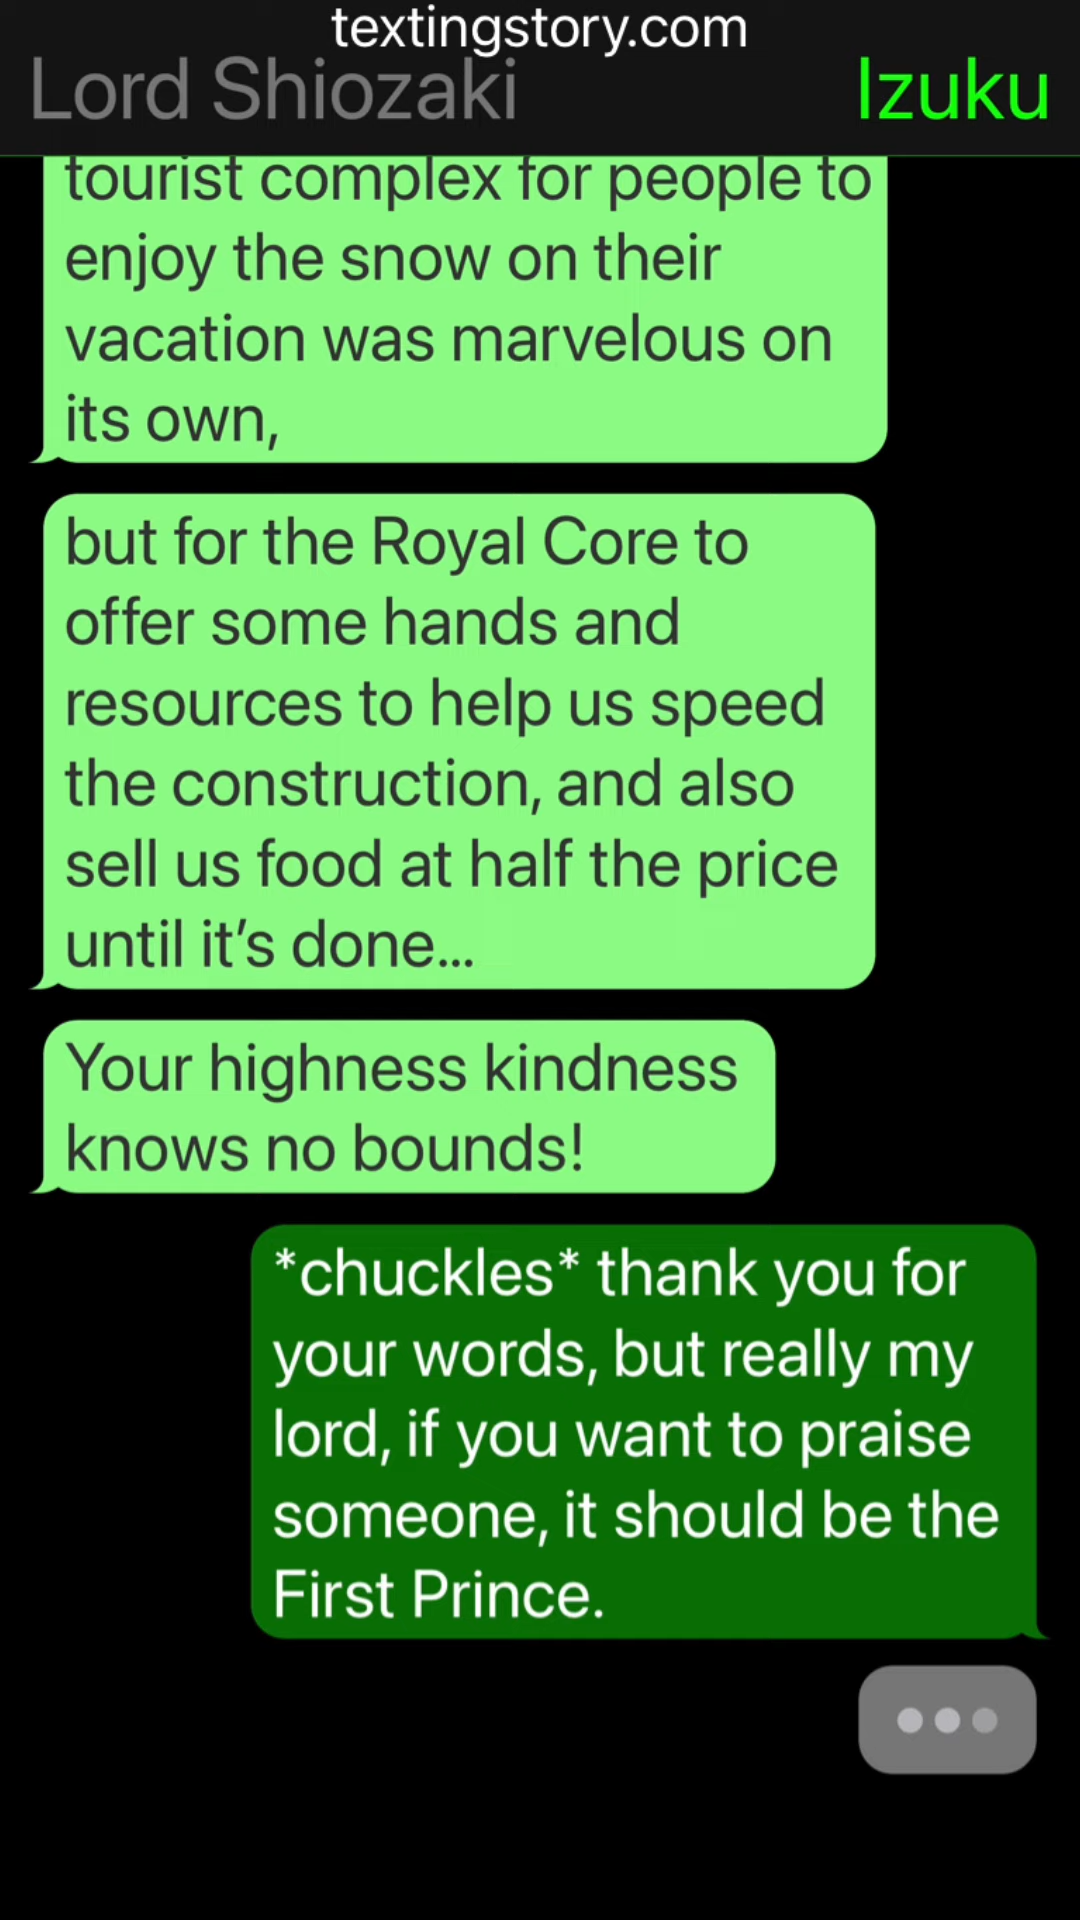 textingstory.com
Lord Shiozaki
Izuku
tourist complex for people to
enjoy the snow on their
vacation was marvelous on
its own,
but for the Royal Core to
offer some hands and
resources to help us speed
the construction, and also
sell us food at half the price
until it’s done...
Your highness kindness
knows no bounds!
*chuckles* thank you for
your words, but really my
lord, if you want to praise
someone, it should be the
First Prince.